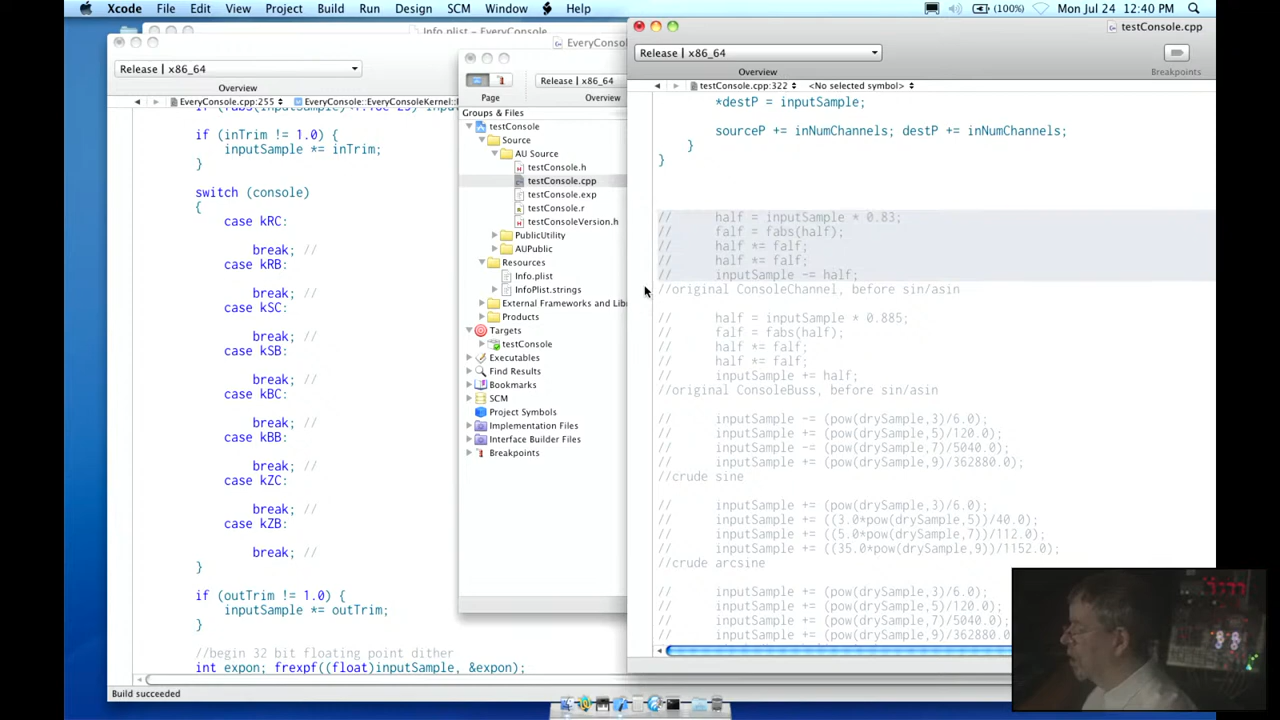 Xcode File Edit View Project Build Run Design SCM Window Help (100%) Mon Jul 24 12:40 PM
Info.plist – EveryConsole
testConsole.cpp
EveryConsol
Release | x86_64
Overview
EveryConsole.cpp:255 EveryConsole::EveryConsoleKernel::
if (inTrim != 1.0) {
inputSample *= inTrim;
}
switch (console)
{
case kRC:
break; //
case kRB:
break; //
case kSC:
break; //
case kSB:
break; //
case kBC:
break; //
case kBB:
break; //
case kZC:
break; //
case kZB:
break; //
}
if (outTrim != 1.0) {
inputSample *= outTrim;
}
//begin 32 bit floating point dither
int expon; frexpf((float)inputSample, &expon);
Build succeeded
Release | x86_64
Page Overview
Groups & Files
testConsole
Source
AU Source
testConsole.h
testConsole.cpp
testConsole.exp
testConsole.r
testConsoleVersion.h
PublicUtility
AUPublic
Resources
Info.plist
InfoPlist.strings
External Frameworks and Lib
Products
Targets
testConsole
Executables
Find Results
Bookmarks
SCM
Project Symbols
Implementation Files
Interface Builder Files
Breakpoints
Release | x86_64
Overview Breakpoints
testConsole.cpp:322 <No selected symbol>
*destP = inputSample;
sourceP += inNumChannels; destP += inNumChannels;
}
}
// half = inputSample * 0.83;
// falf = fabs(half);
// half *= falf;
// half *= falf;
// inputSample -= half;
//original ConsoleChannel, before sin/asin
// half = inputSample * 0.885;
// falf = fabs(half);
// half *= falf;
// half *= falf;
// inputSample += half;
//original ConsoleBuss, before sin/asin
// inputSample -= (pow(drySample,3)/6.0);
// inputSample += (pow(drySample,5)/120.0);
// inputSample -= (pow(drySample,7)/5040.0);
// inputSample += (pow(drySample,9)/362880.0);
//crude sine
// inputSample += (pow(drySample,3)/6.0);
// inputSample += ((3.0*pow(drySample,5))/40.0);
// inputSample += ((5.0*pow(drySample,7))/112.0);
// inputSample += ((35.0*pow(drySample,9))/1152.0);
//crude arcsine
// inputSample += (pow(drySample,3)/6.0);
// inputSample += (pow(drySample,5)/120.0)
// inputSample += (pow(drySample,7)/5040.0
// inputSample += (pow(drySample,9)/36288